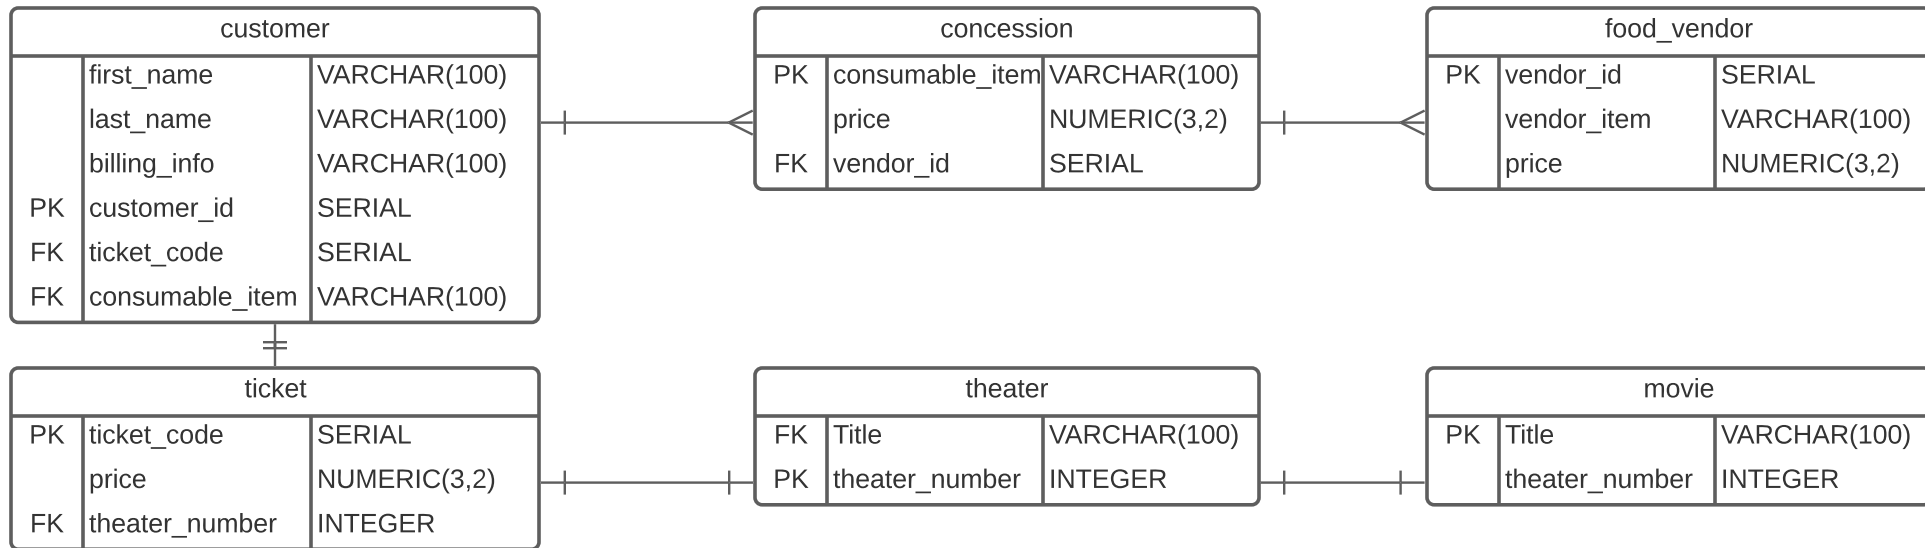 customer
first_name VARCHAR(100)
last_name VARCHAR(100)
billing_info VARCHAR(100)
PK customer_id SERIAL
FK ticket_code SERIAL
FK consumable_item VARCHAR(100)
concession
PK consumable_item VARCHAR(100)
price NUMERIC(3,2)
FK vendor_id SERIAL
food_vendor
PK vendor_id SERIAL
vendor_item VARCHAR(100)
price NUMERIC(3,2)
ticket
PK ticket_code SERIAL
price NUMERIC(3,2)
FK theater_number INTEGER
theater
FK Title VARCHAR(100)
PK theater_number INTEGER
movie
PK Title VARCHAR(100)
theater_number INTEGER